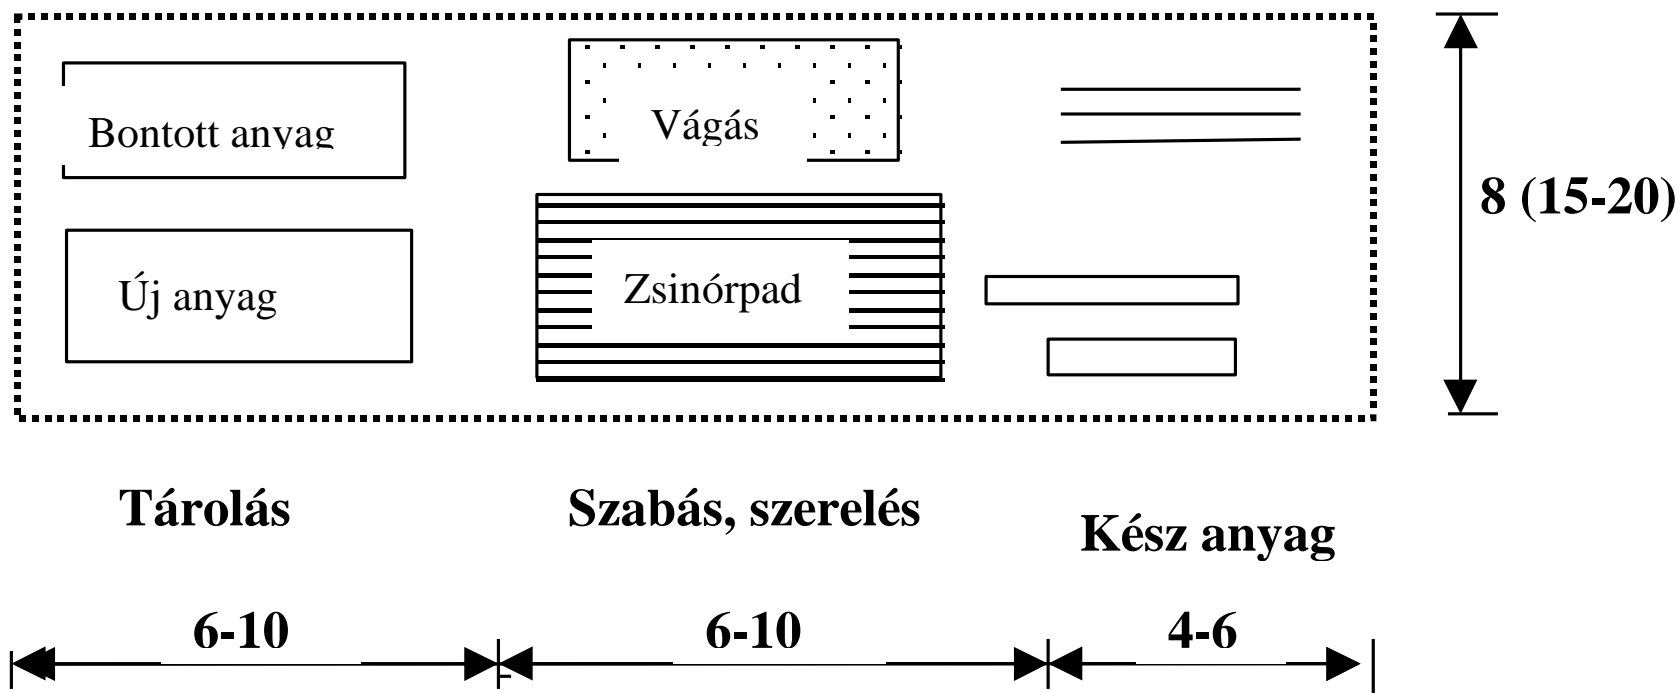 Bontott anyag
Vágás
Új anyag
Zsinórpad
8 (15-20)
Tárolás
Szabás, szerelés
Kész anyag
6-10
6-10
4-6